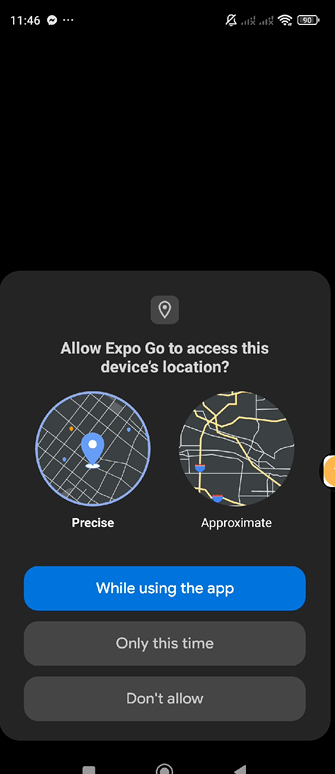 11:46
90
Allow Expo Go to access this
device's location?
Precise
Approximate
While using the app
Only this time
Don't allow